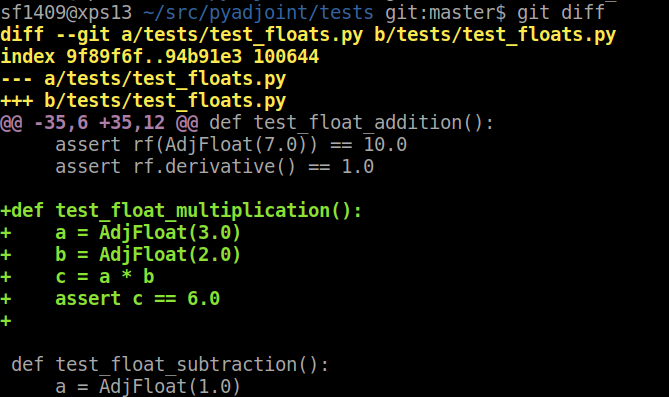 sf1409@xps13 ~/src/pyadjoint/tests git:master$ git diff
diff --git a/tests/test_floats.py b/tests/test_floats.py
index 9f89f6f..94b91e3 100644
--- a/tests/test_floats.py
+++ b/tests/test_floats.py
@@ -35,6 +35,12 @@ def test_float_addition():
     assert rf(AdjFloat(7.0)) == 10.0
     assert rf.derivative() == 1.0

+def test_float_multiplication():
+    a = AdjFloat(3.0)
+    b = AdjFloat(2.0)
+    c = a * b
+    assert c == 6.0
+

 def test_float_subtraction():
     a = AdjFloat(1.0)